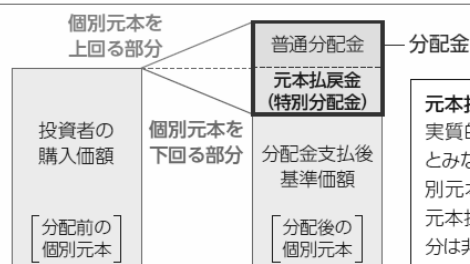 個別元本を
上回る部分
普通分配金
分配金
元本払戻金
(特別分配金)
投資者の
購入価額
個別元本を
下回る部分
分配金支払後
基準価額
[分配前の
個別元本]
[分配後の
個別元本]
元本
実質
とみな
別元
元本
分は非